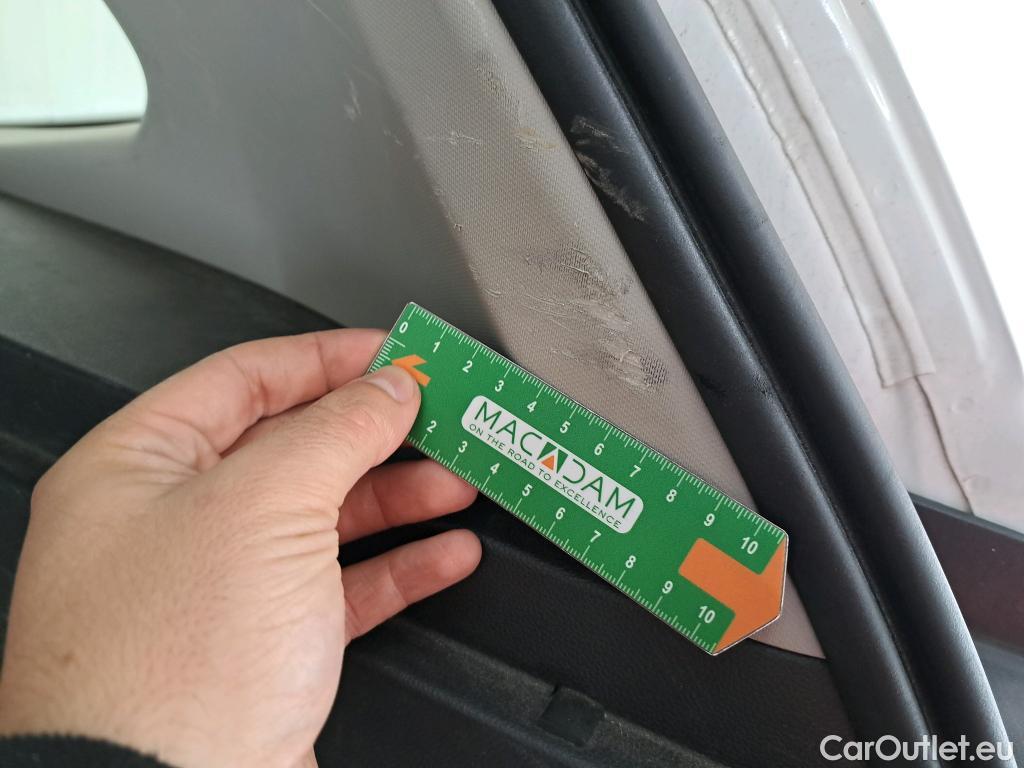 0 1 2 3 4 5 6 7 8 9 10
MACADAM
ON THE ROAD TO EXCELLENCE
2 3 4 5 6 7 8 9 10
CarOutlet.eu